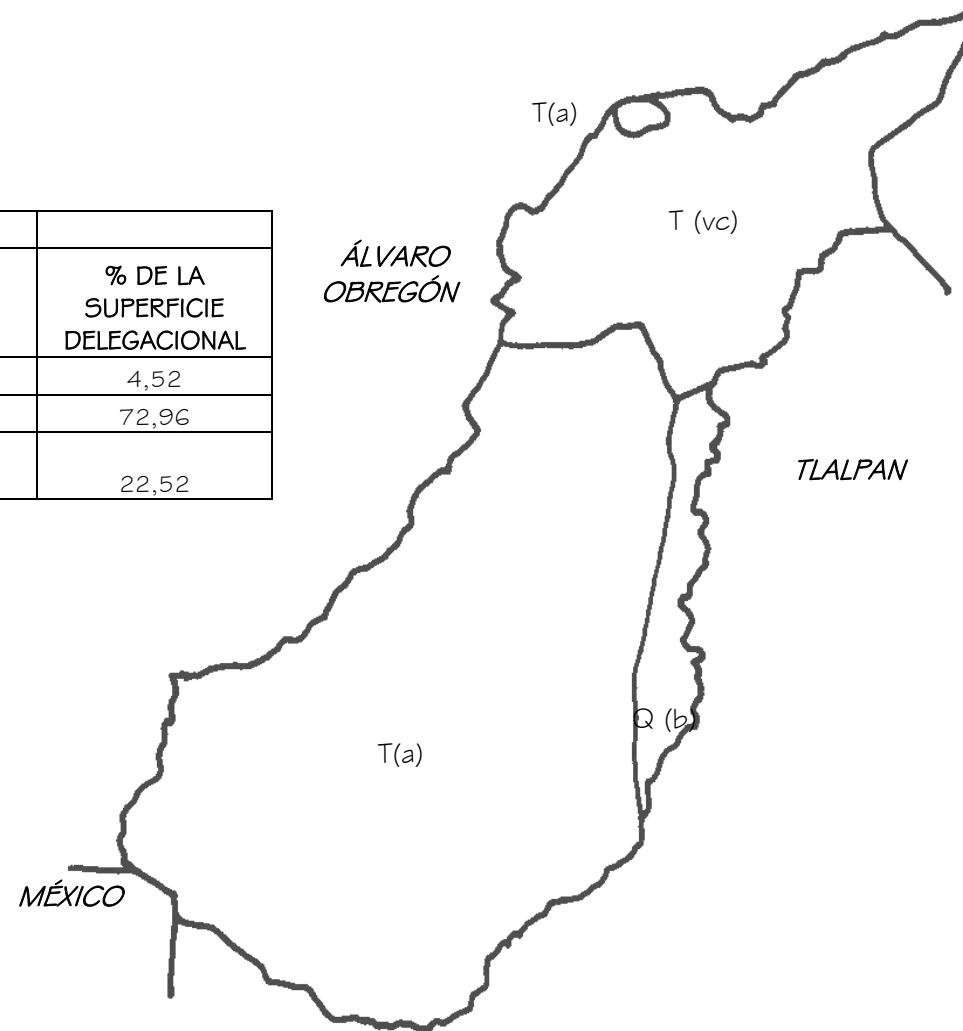 T(a)
T (vc)
ÁLVARO
OBREGÓN
% DE LA
SUPERFICIE
DELEGACIONAL
4,52
72,96
22,52
TLALPAN
Q (b)
T(a)
MÉXICO